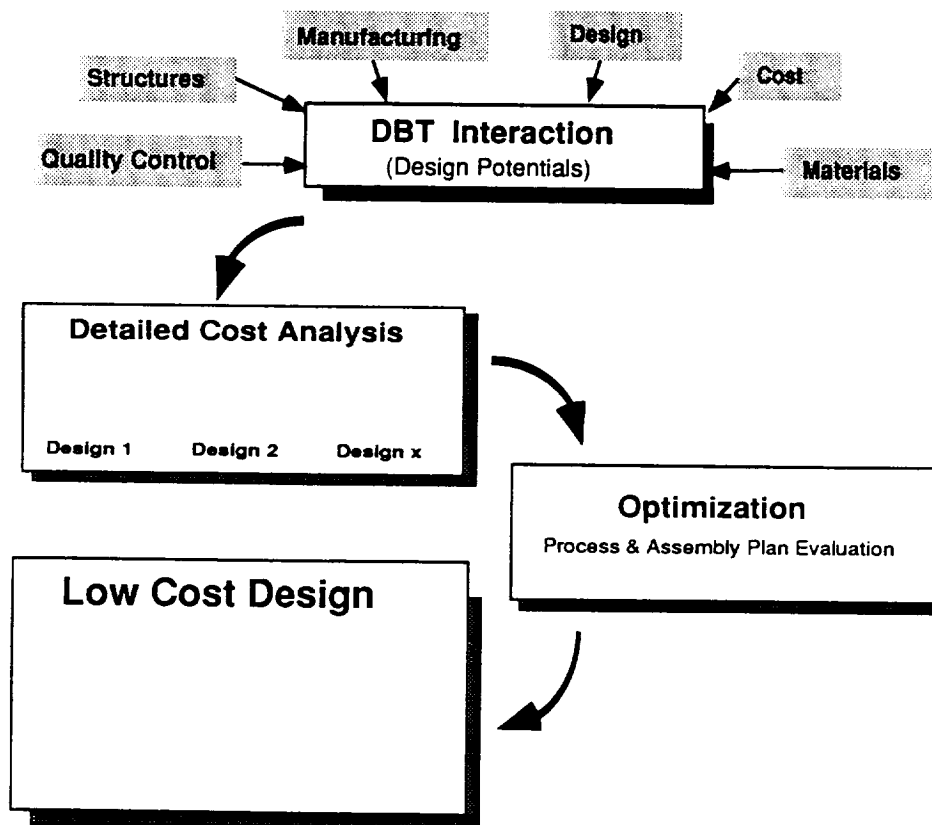 Manufacturing
Design
Structures
Cost
DBT Interaction
(Design Potentials)
Quality Control
Materials
Detailed Cost Analysis
Design 1 Design 2 Design x
Optimization
Process & Assembly Plan Evaluation
Low Cost Design